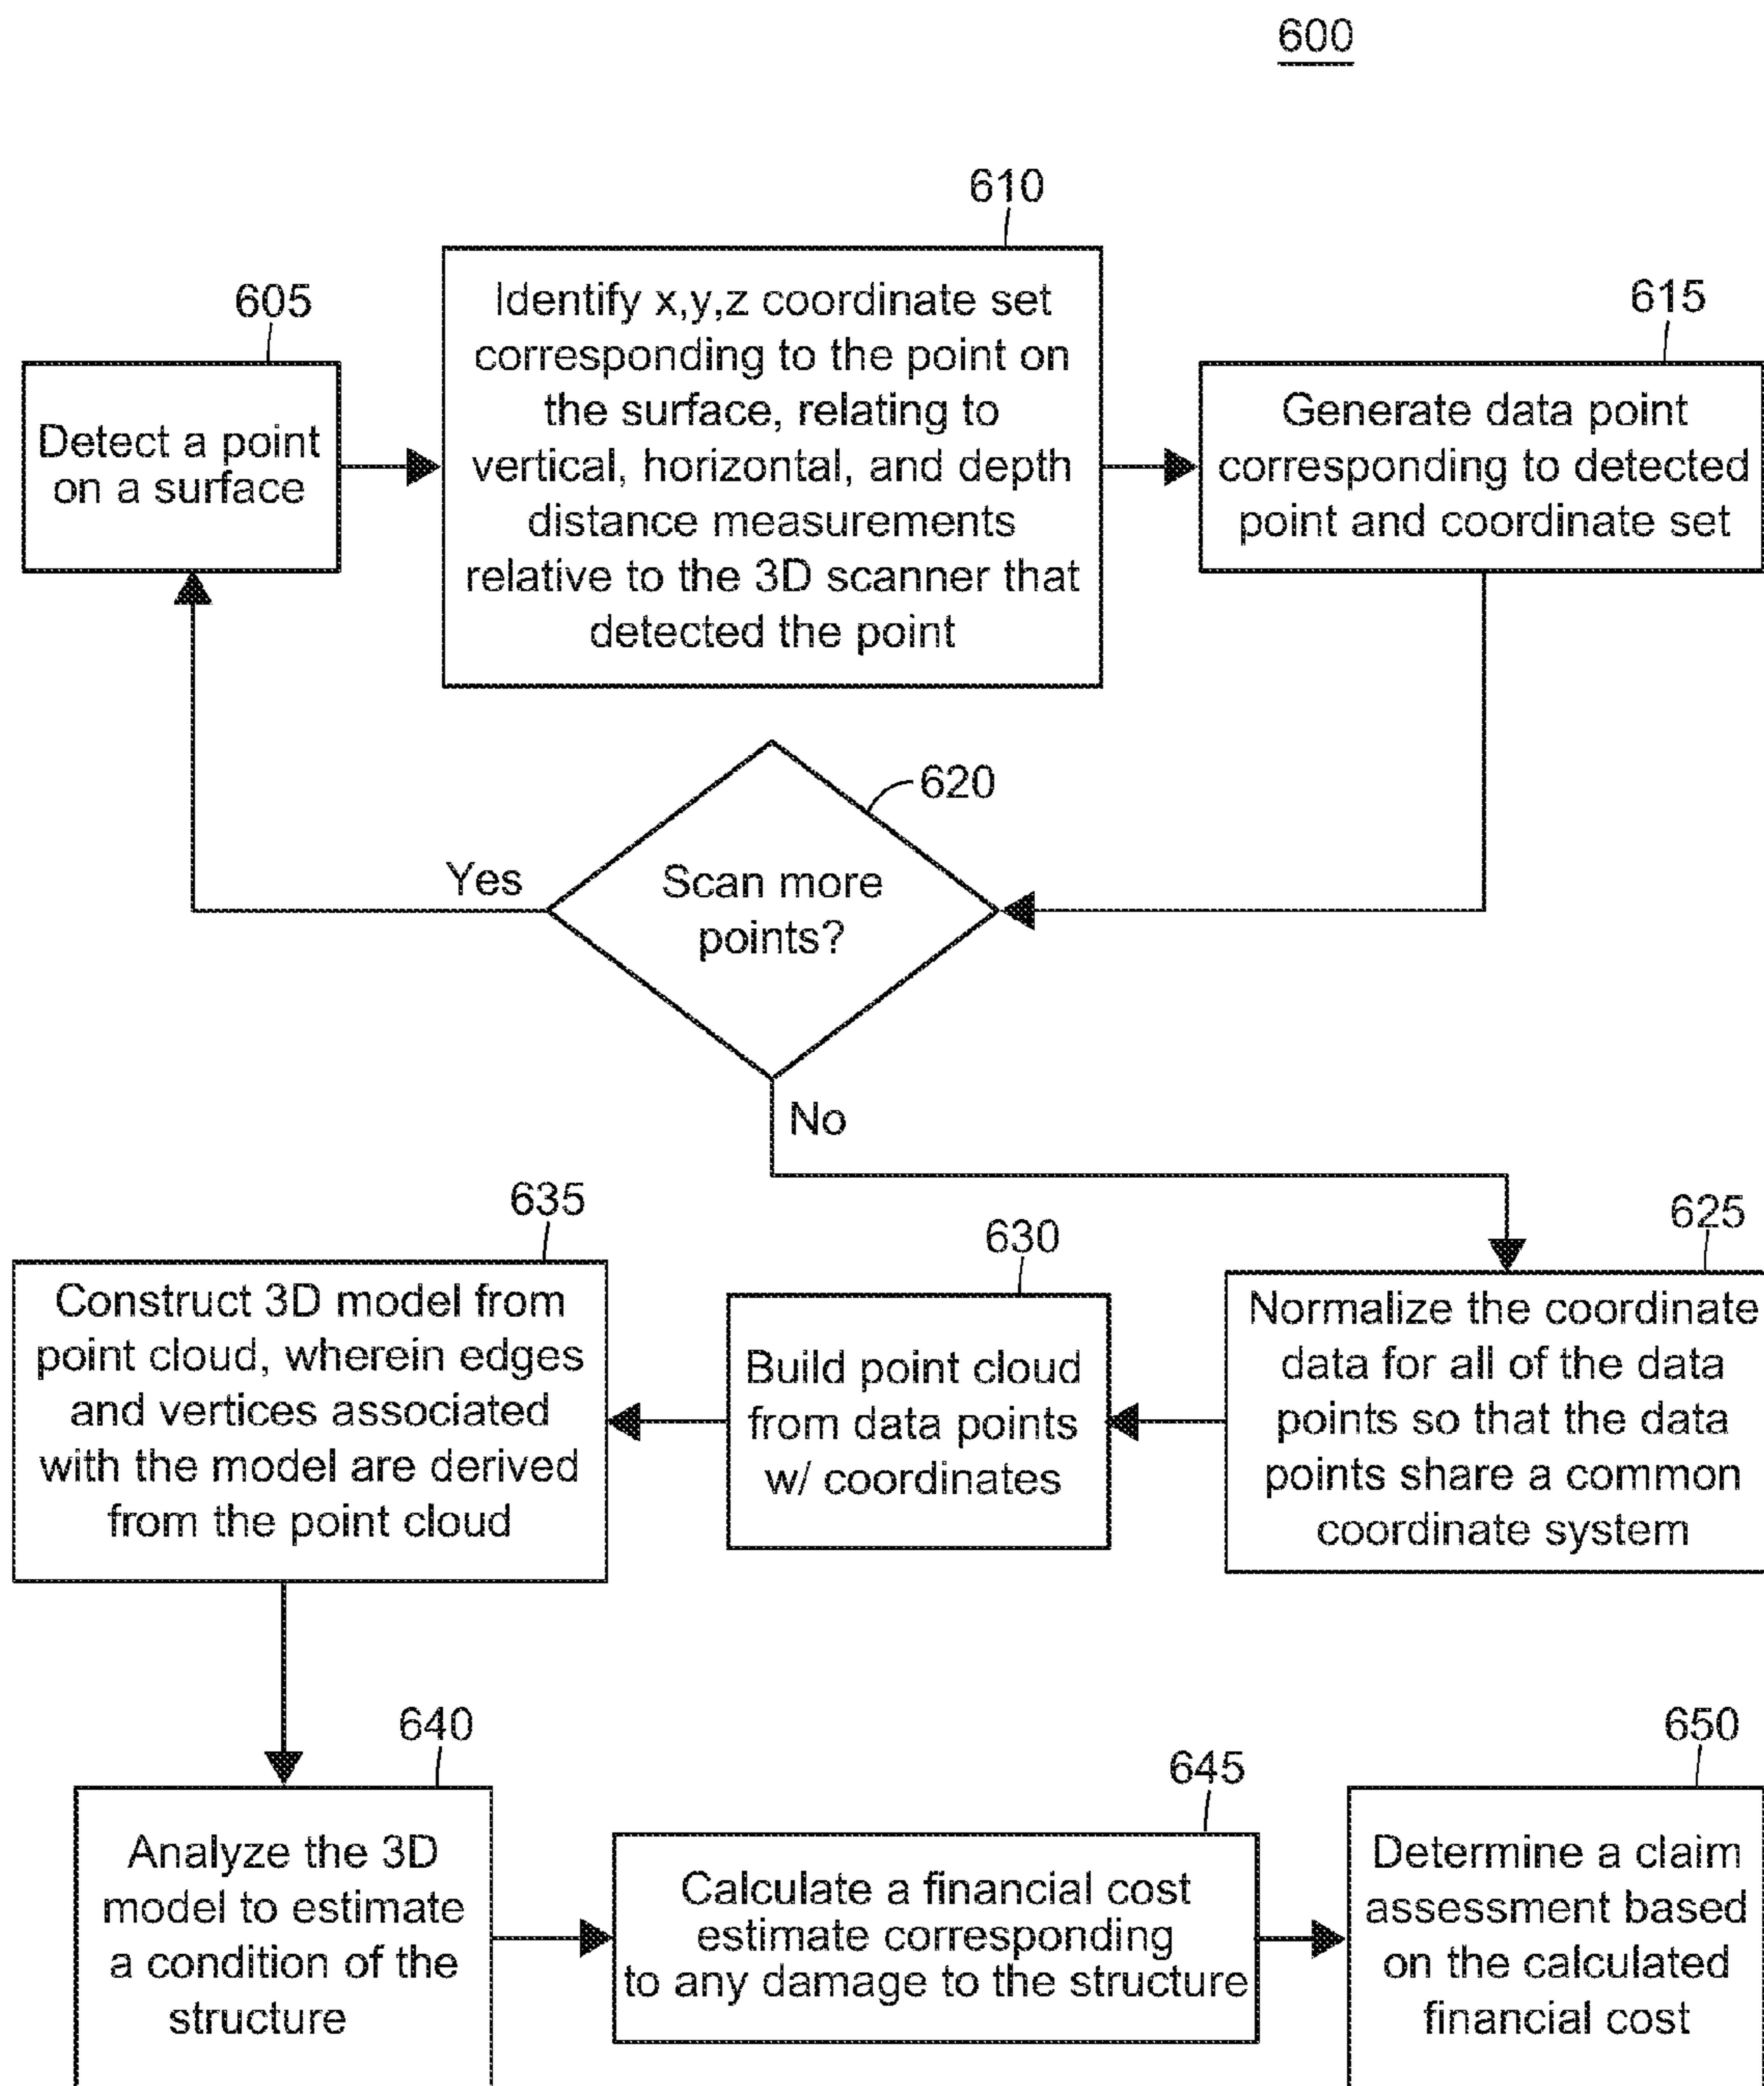 600
605
Detect a point
on a surface
610
Identify x,y,z coordinate set
corresponding to the point on
the surface, relating to
vertical, horizontal, and depth
distance measurements
relative to the 3D scanner that
detected the point
615
Generate data point
corresponding to detected
point and coordinate set
620
Scan more
points?
Yes
No
625
Normalize the coordinate
data for all of the data
points so that the data
points share a common
coordinate system
630
Build point cloud
from data points
w/ coordinates
635
Construct 3D model from
point cloud, wherein edges
and vertices associated
with the model are derived
from the point cloud
640
Analyze the 3D
model to estimate
a condition of the
structure
645
Calculate a financial cost
estimate corresponding
to any damage to the structure
650
Determine a claim
assessment based
on the calculated
financial cost